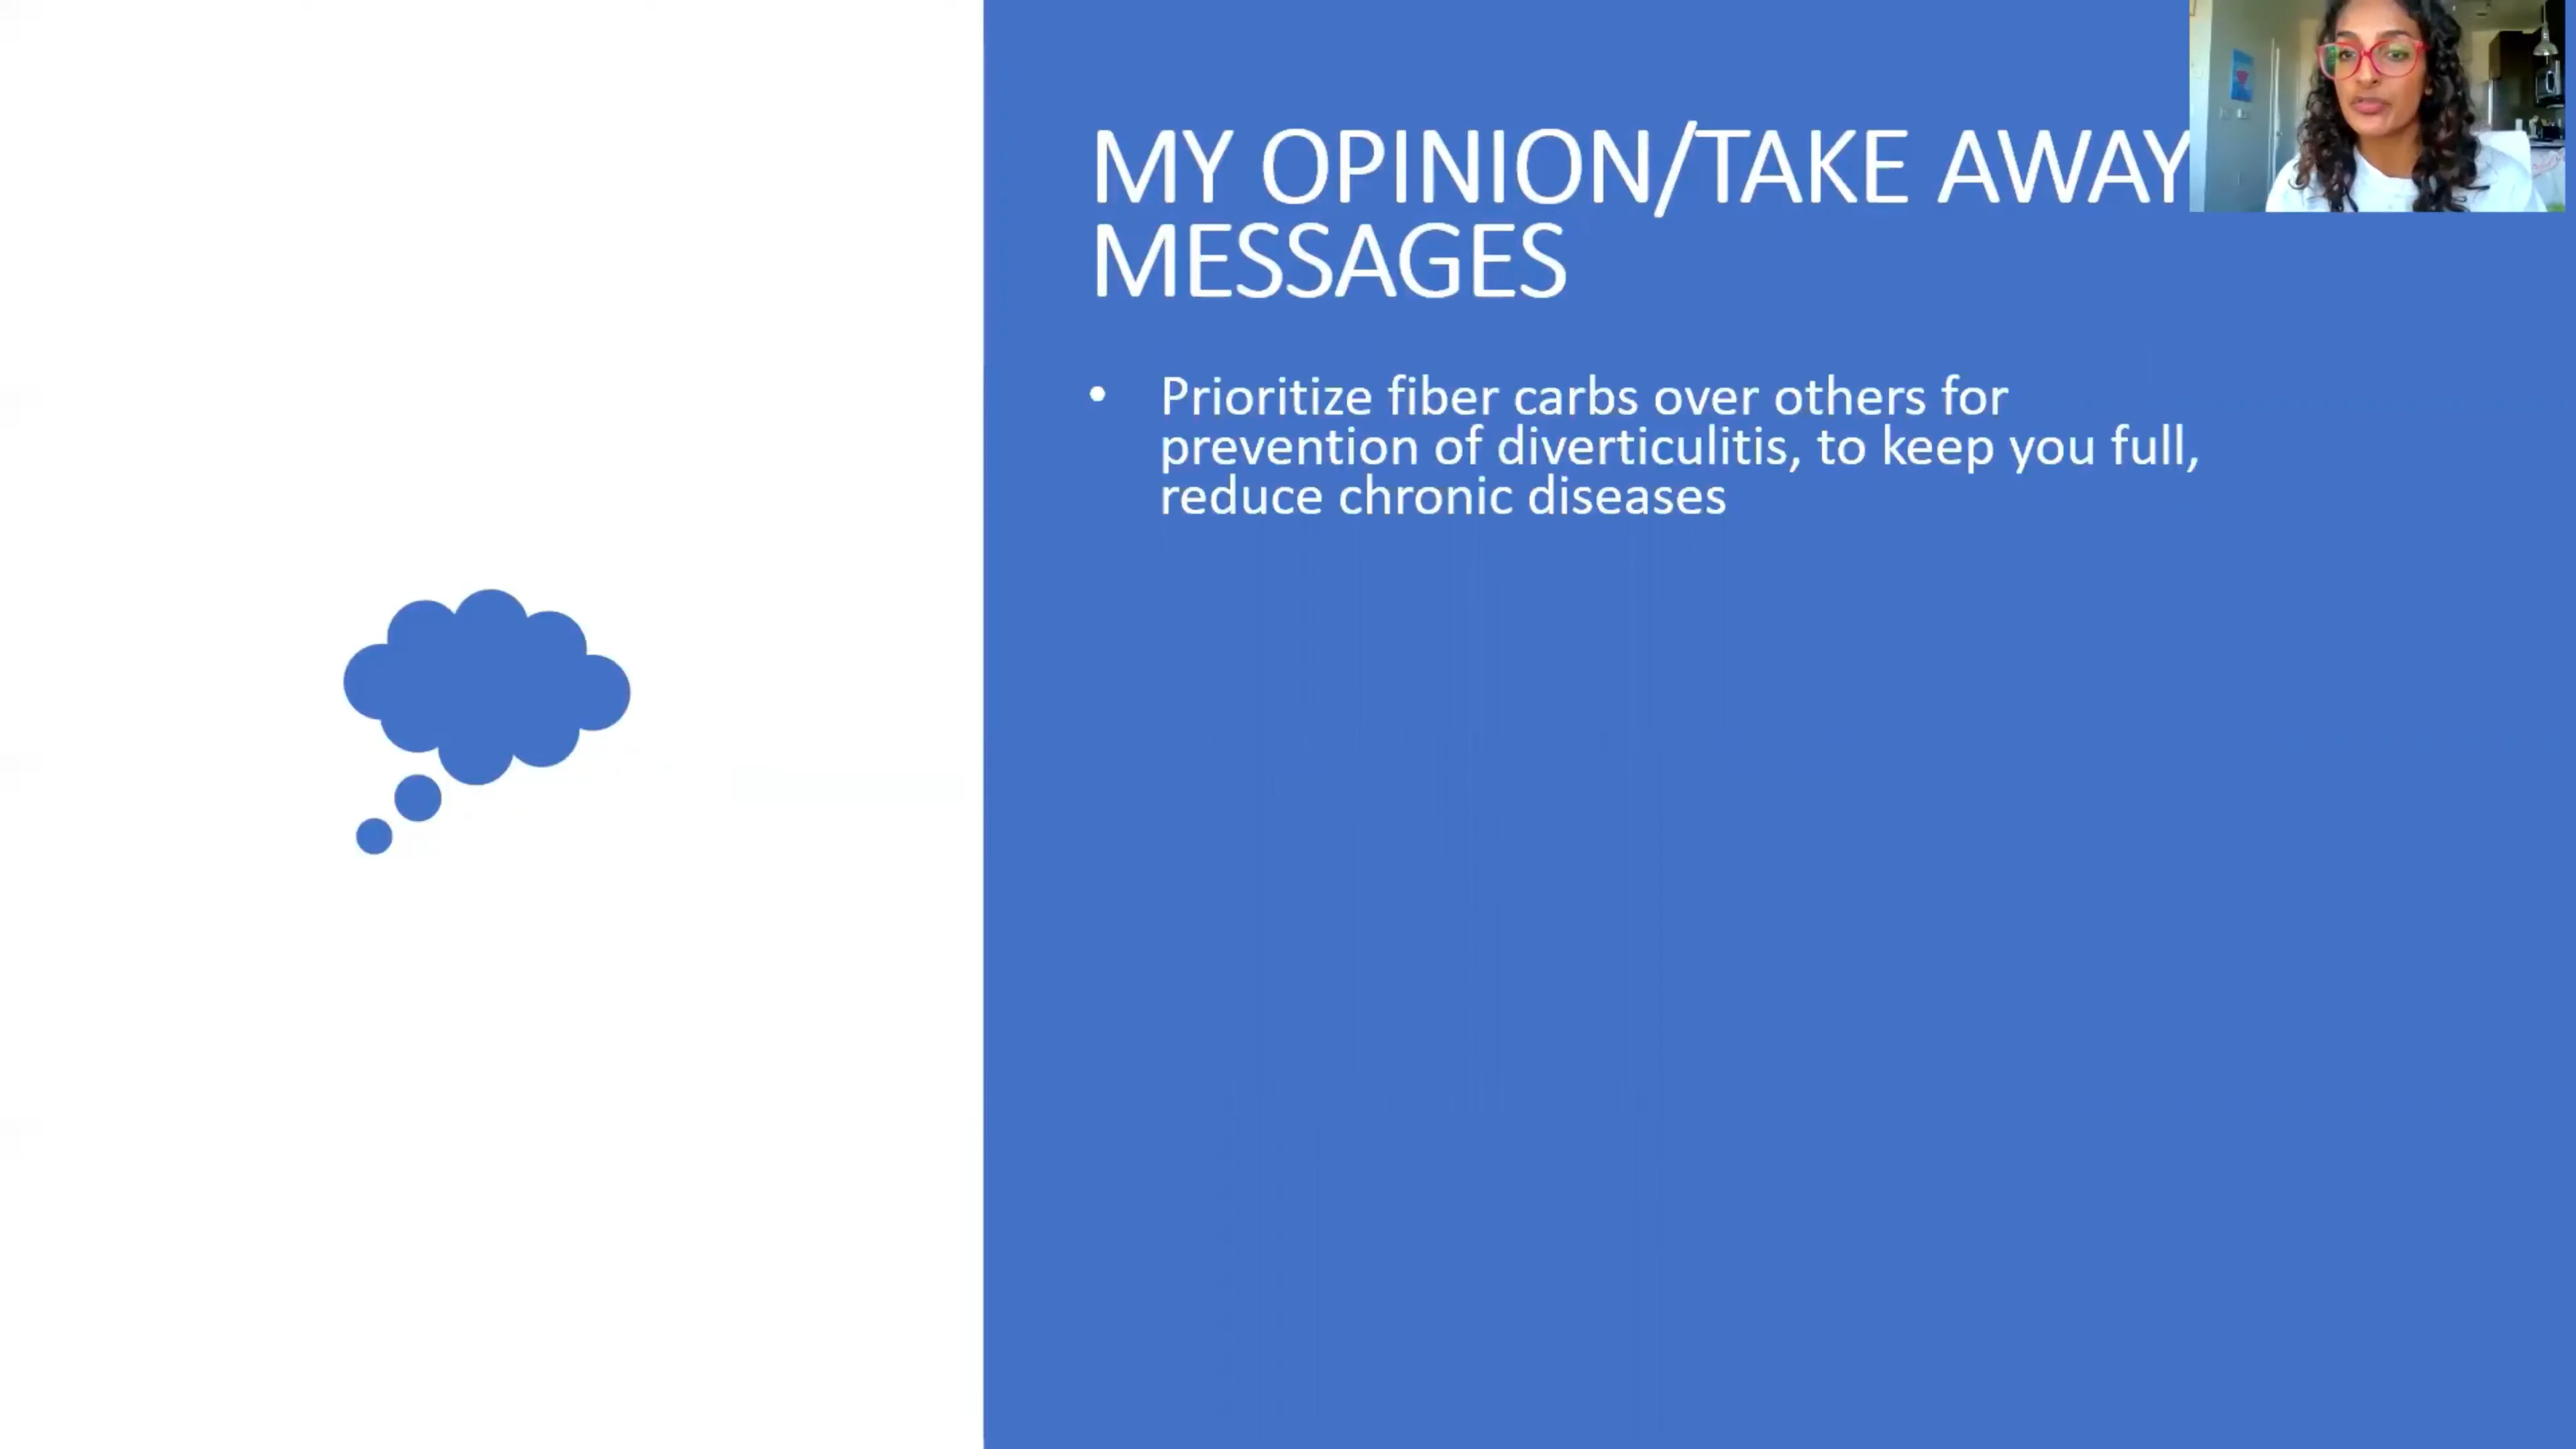 MY OPINION/TAKE AWAY
MESSAGES
• Prioritize fiber carbs over others for
prevention of diverticulitis, to keep you full,
reduce chronic diseases